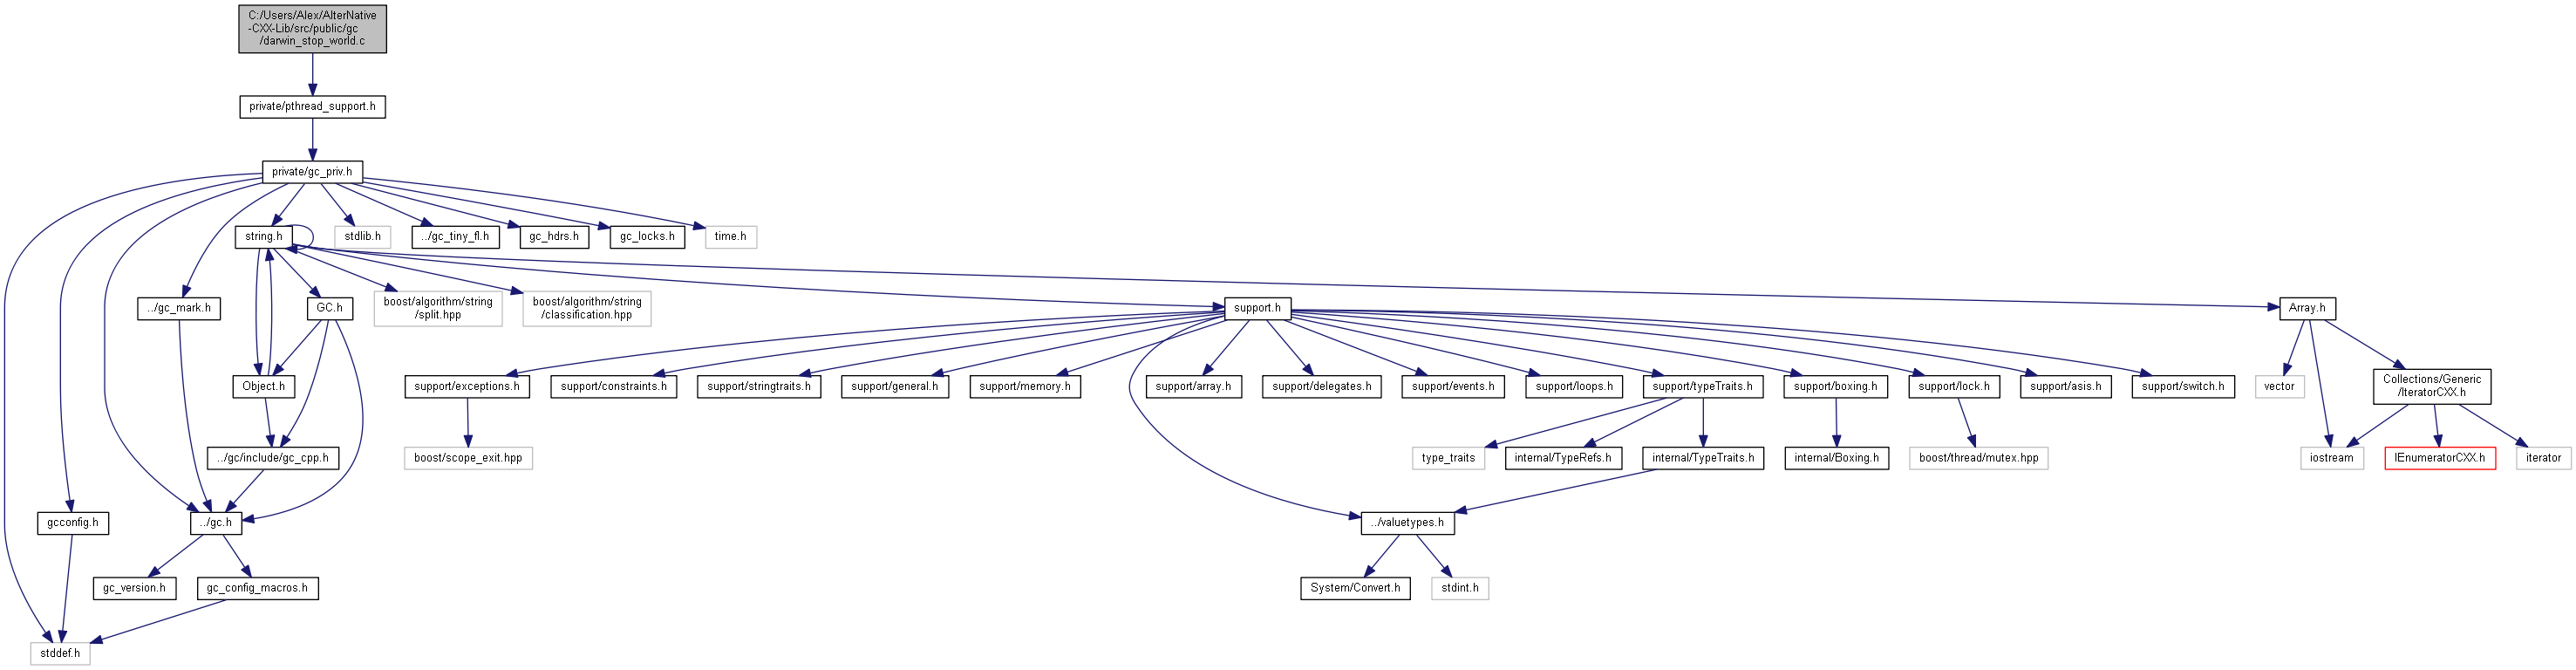 C:/Users/Alex/AlterNative
-CXX-Lib/src/public/gc
/darwin_stop_world.c
private/pthread_support.h
private/gc_priv.h
string.h
stdlib.h
../gc_tiny_fl.h
gc_hdrs.h
gc_locks.h
time.h
../gc_mark.h
GC.h
boost/algorithm/string
/split.hpp
boost/algorithm/string
/classification.hpp
support.h
Array.h
Object.h
support/exceptions.h
support/constraints.h
support/stringtraits.h
support/general.h
support/memory.h
support/array.h
support/delegates.h
support/events.h
support/loops.h
support/typeTraits.h
support/boxing.h
support/lock.h
support/asis.h
support/switch.h
vector
Collections/Generic
/IteratorCXX.h
../gc/include/gc_cpp.h
boost/scope_exit.hpp
type_traits
internal/TypeRefs.h
internal/TypeTraits.h
internal/Boxing.h
boost/thread/mutex.hpp
iostream
IEnumeratorCXX.h
iterator
gcconfig.h
../gc.h
../valuetypes.h
gc_version.h
gc_config_macros.h
System/Convert.h
stdint.h
stddef.h